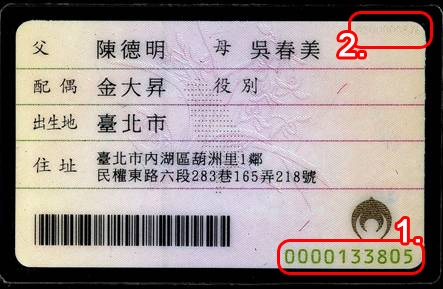 父 陳德明 母 吳春美
2.
配偶 金大昇 役別
出生地 臺北市
住址 臺北市內湖區葫洲里1鄰
民權東路六段283巷165弄218號
1.
0000133805